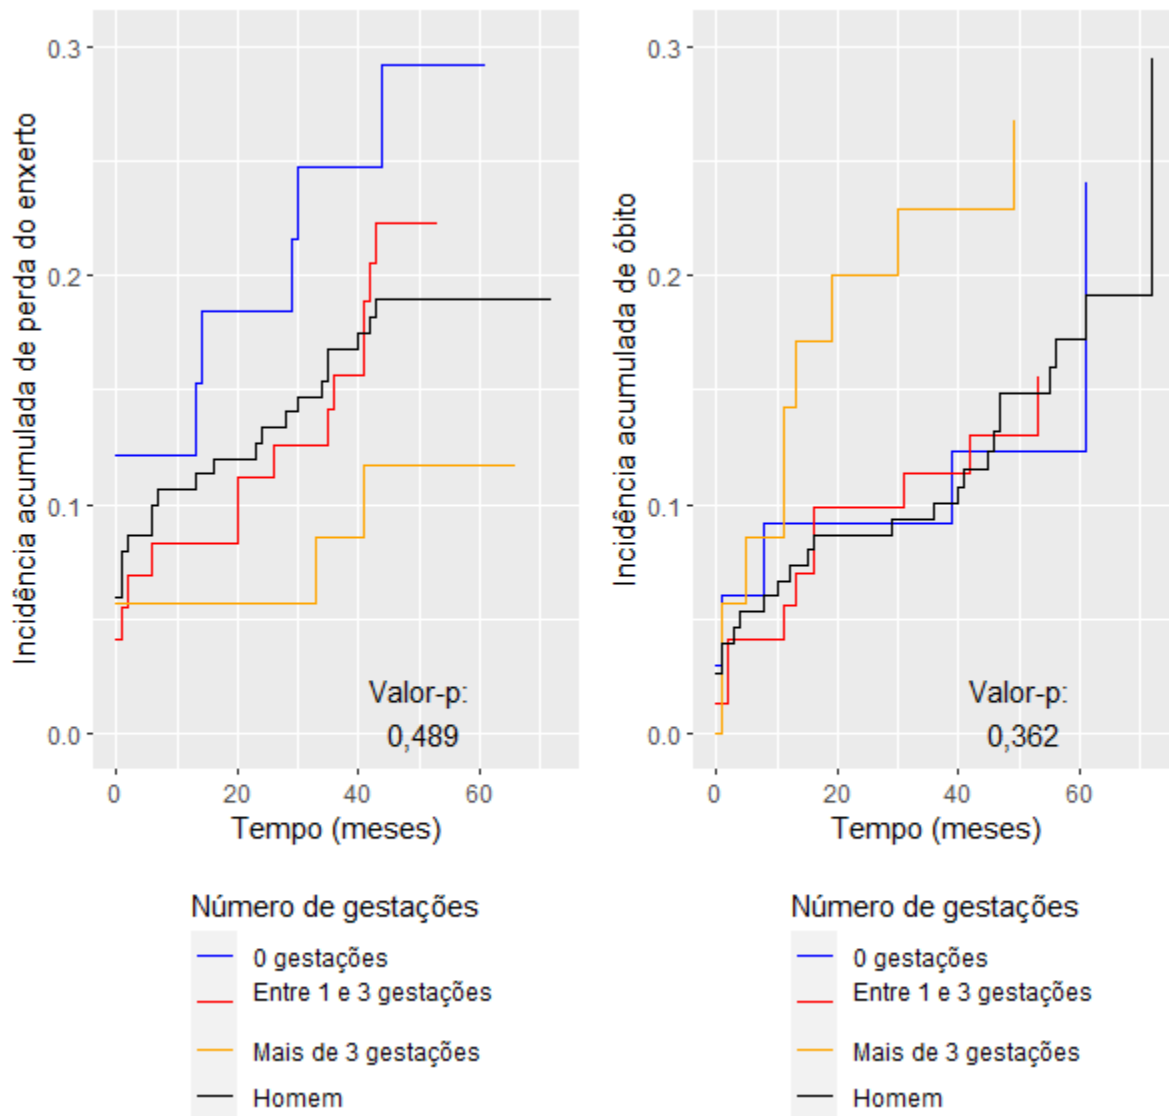 Incidência acumulada de perda do enxerto
0.3
0.2
0.1
0.0
Valor-p:
0,489
0
20
40
60
Tempo (meses)
Número de gestações
0 gestações
Entre 1 e 3 gestações
Mais de 3 gestações
Homem
Incidência acumulada de óbito
0.3
0.2
0.1
0.0
Valor-p:
0,362
0
20
40
60
Tempo (meses)
Número de gestações
0 gestações
Entre 1 e 3 gestações
Mais de 3 gestações
Homem